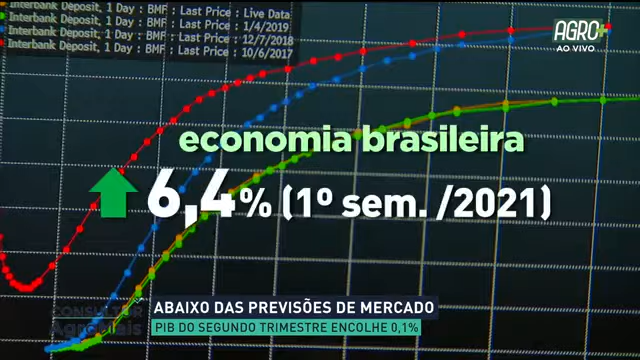 Interbank Deposit, 1 Day : BMF : Last Price : Live Data
Interbank Deposit, 1 Day : BMF : Last Price : 1/4/2019
Interbank Deposit, 1 Day : BMF : Last Price : 12/7/2018
Interbank Deposit, 1 Day : BMF : Last Price : 10/6/2017
AGRO+
AO VIVO
economia brasileira
6,4% (1º sem. /2021)
CONSULTOR
AgroMais
ABAIXO DAS PREVISÕES DE MERCADO
PIB DO SEGUNDO TRIMESTRE ENCOLHE 0,1%